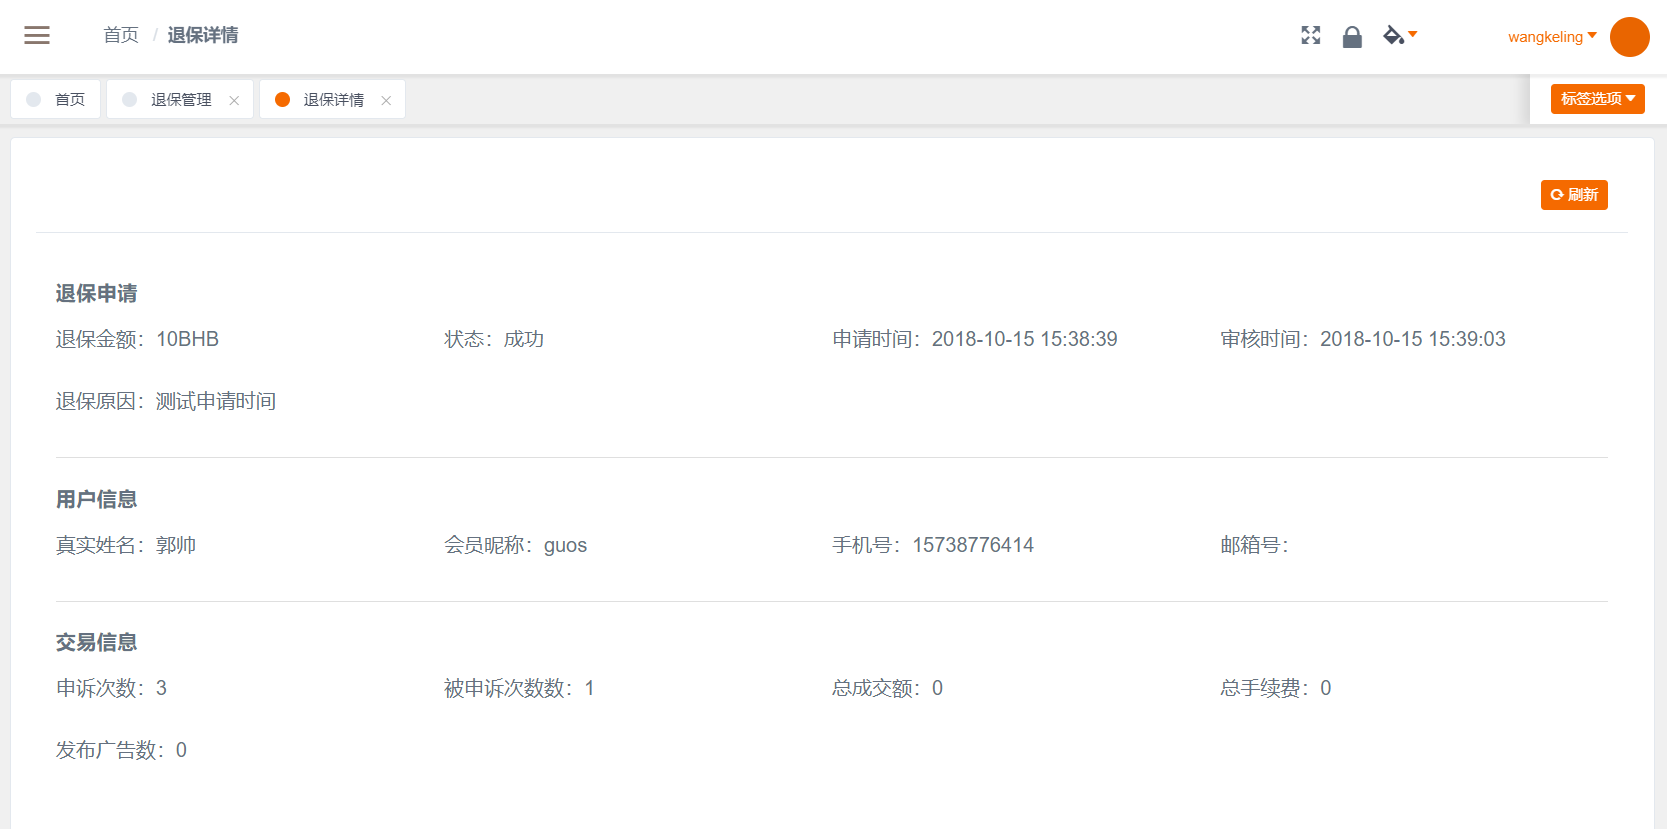 首页 / 退保详情
wangkeling
首页 退保管理 × 退保详情 ×
标签选项
刷新
退保申请
退保金额：10BHB 状态：成功 申请时间：2018-10-15 15:38:39 审核时间：2018-10-15 15:39:03
退保原因：测试申请时间
用户信息
真实姓名：郭帅 会员昵称：guos 手机号：15738776414 邮箱号：
交易信息
申诉次数：3 被申诉次数数：1 总成交额：0 总手续费：0
发布广告数：0